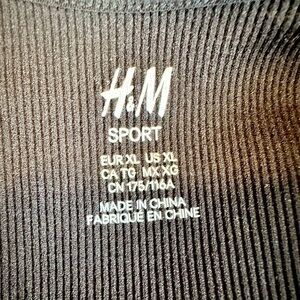 H&M
SPORT
EUR XL US XL
CA TG MX XG
CN 175/116A
MADE IN CHINA
FABRIQUÉ EN CHINE